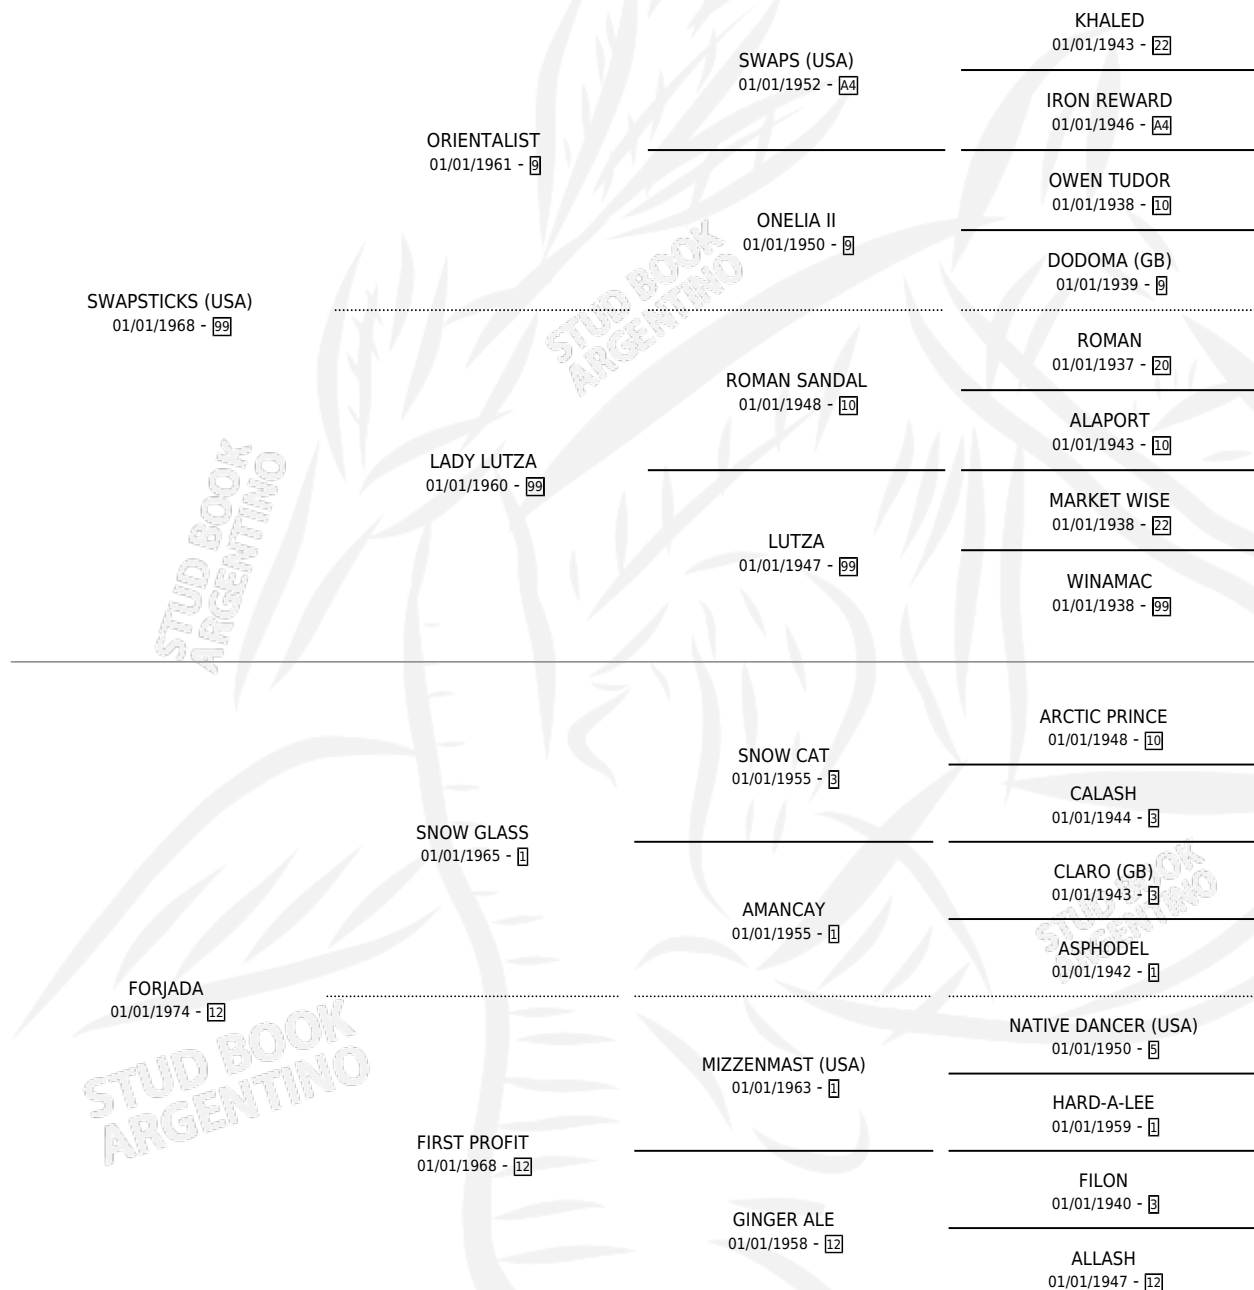 SWAPSTICKS (USA)
01/01/1968 - 99
ORIENTALIST
01/01/1961 - 9
SWAPS (USA)
01/01/1952 - A4
KHALED
01/01/1943 - 22
IRON REWARD
01/01/1946 - A4
ONELIA II
01/01/1950 - 9
OWEN TUDOR
01/01/1938 - 10
DODOMA (GB)
01/01/1939 - 9
LADY LUTZA
01/01/1960 - 99
ROMAN SANDAL
01/01/1948 - 10
ROMAN
01/01/1937 - 20
ALAPORT
01/01/1943 - 10
LUTZA
01/01/1947 - 99
MARKET WISE
01/01/1938 - 22
WINAMAC
01/01/1938 - 99
STUD BOOK
ARGENTINO
STUD BOOK
ARGENTINO
FORJADA
01/01/1974 - 12
SNOW GLASS
01/01/1965 - 1
SNOW CAT
01/01/1955 - 3
ARCTIC PRINCE
01/01/1948 - 10
CALASH
01/01/1944 - 3
AMANCAY
01/01/1955 - 1
CLARO (GB)
01/01/1943 - 3
ASPHODEL
01/01/1942 - 1
FIRST PROFIT
01/01/1968 - 12
MIZZENMAST (USA)
01/01/1963 - 1
NATIVE DANCER (USA)
01/01/1950 - 5
HARD-A-LEE
01/01/1959 - 1
GINGER ALE
01/01/1958 - 12
FILON
01/01/1940 - 3
ALLASH
01/01/1947 - 12
STUD BOOK
ARGENTINO
STUD BOOK
ARGENTINO